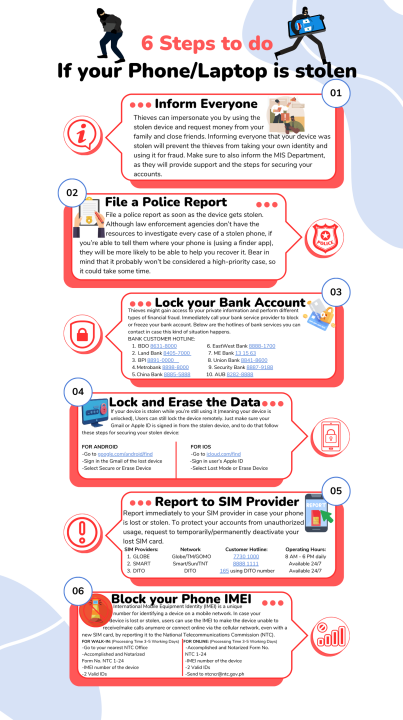 6 Steps to do
If your Phone/Laptop is stolen
01
Inform Everyone
Thieves can impersonate you by using the
stolen device and request money from your
family and close friends. Informing everyone that your device was
stolen will prevent the thieves from taking your own identity and
using it for fraud. Make sure to also inform the MIS Department,
as they will provide support and the steps for securing your
accounts.
02
File a Police Report
File a police report as soon as the device gets stolen.
Although law enforcement agencies don't have the
resources to investigate every case of a stolen phone, if
you're able to tell them where your phone is (using a finder app),
they will be more likely to be able to help you recover it. Bear in
mind that it probably won't be considered a high-priority case, so
it could take some time.
POLICE
03
Lock your Bank Account
Thieves might gain access to your private information and perform different
types of financial fraud. Immediately call your bank service provider to block
or freeze your bank account. Below are the hotlines of bank services you can
contact in case this kind of situation happens.
BANK CUSTOMER HOTLINE:
1. BDO 8631-8000
2. Land Bank 8405-7000
3. BPI 8891-0000
4.Metrobank 8898-8000
5.China Bank 8885-5888
6. EastWest Bank 8888-1700
7. ME Bank 13 15 63
8. Union Bank 8841-8600
9. Security Bank 8887-9188
10. AUB 8282-8888
04
Lock and Erase the Data
If your device is stolen while you're still using it (meaning your device is
unlocked), Users can still lock the device remotely. Just make sure your
Gmail or Apple ID is signed in from the stolen device, and to do that follow
these steps for securing your stolen device
FOR ANDROID
-Go to google.com/android/find
-Sign In the Gmail of the lost device
-Select Secure or Erase Device
FOR IOS
-Go to icloud.com/find
-Sign in user's Apple ID
-Select Lost Mode or Erase Device
05
Report to SIM Provider
Report immediately to your SIM provider in case your phone
is lost or stolen. To protect your accounts from unauthorized
usage, request to temporarily/permanently deactivate your
lost SIM card.
REPORT
SIM Providers: Network Customer Hotline: Operating Hours:
1. GLOBE Globe/TM/GOMO 7730 1000 8 AM - 6 PM daily
2. SMART Smart/Sun/TNT 8888 1111 Available 24/7
3. DITO DITO 185 using DITO number Available 24/7
06
Block your Phone IMEI
International Mobile Equipment Identity (IMEI) is a unique
number for identifying a device on a mobile network. In case your
device is lost or stolen, users can use the IMEI to make the device unable to
receive/make calls anymore or connect online via the cellular network, even with a
new SIM card, by reporting it to the National Telecommunications Commission (NTC).
FOR WALK-IN: (Processing Time 3-5 Working Days)
-Go to your nearest NTC Office
-Accomplished and Notarized
Form No. NTC 1-24
-IMEI number of the device
-2 Valid IDs
FOR ONLINE: (Processing Time 3-5 Working Days)
-Accomplished and Notarized Form No.
NTC 1-24
-IMEI number of the device
-2 Valid IDs
-Send to ntcncr@ntc.gov.ph